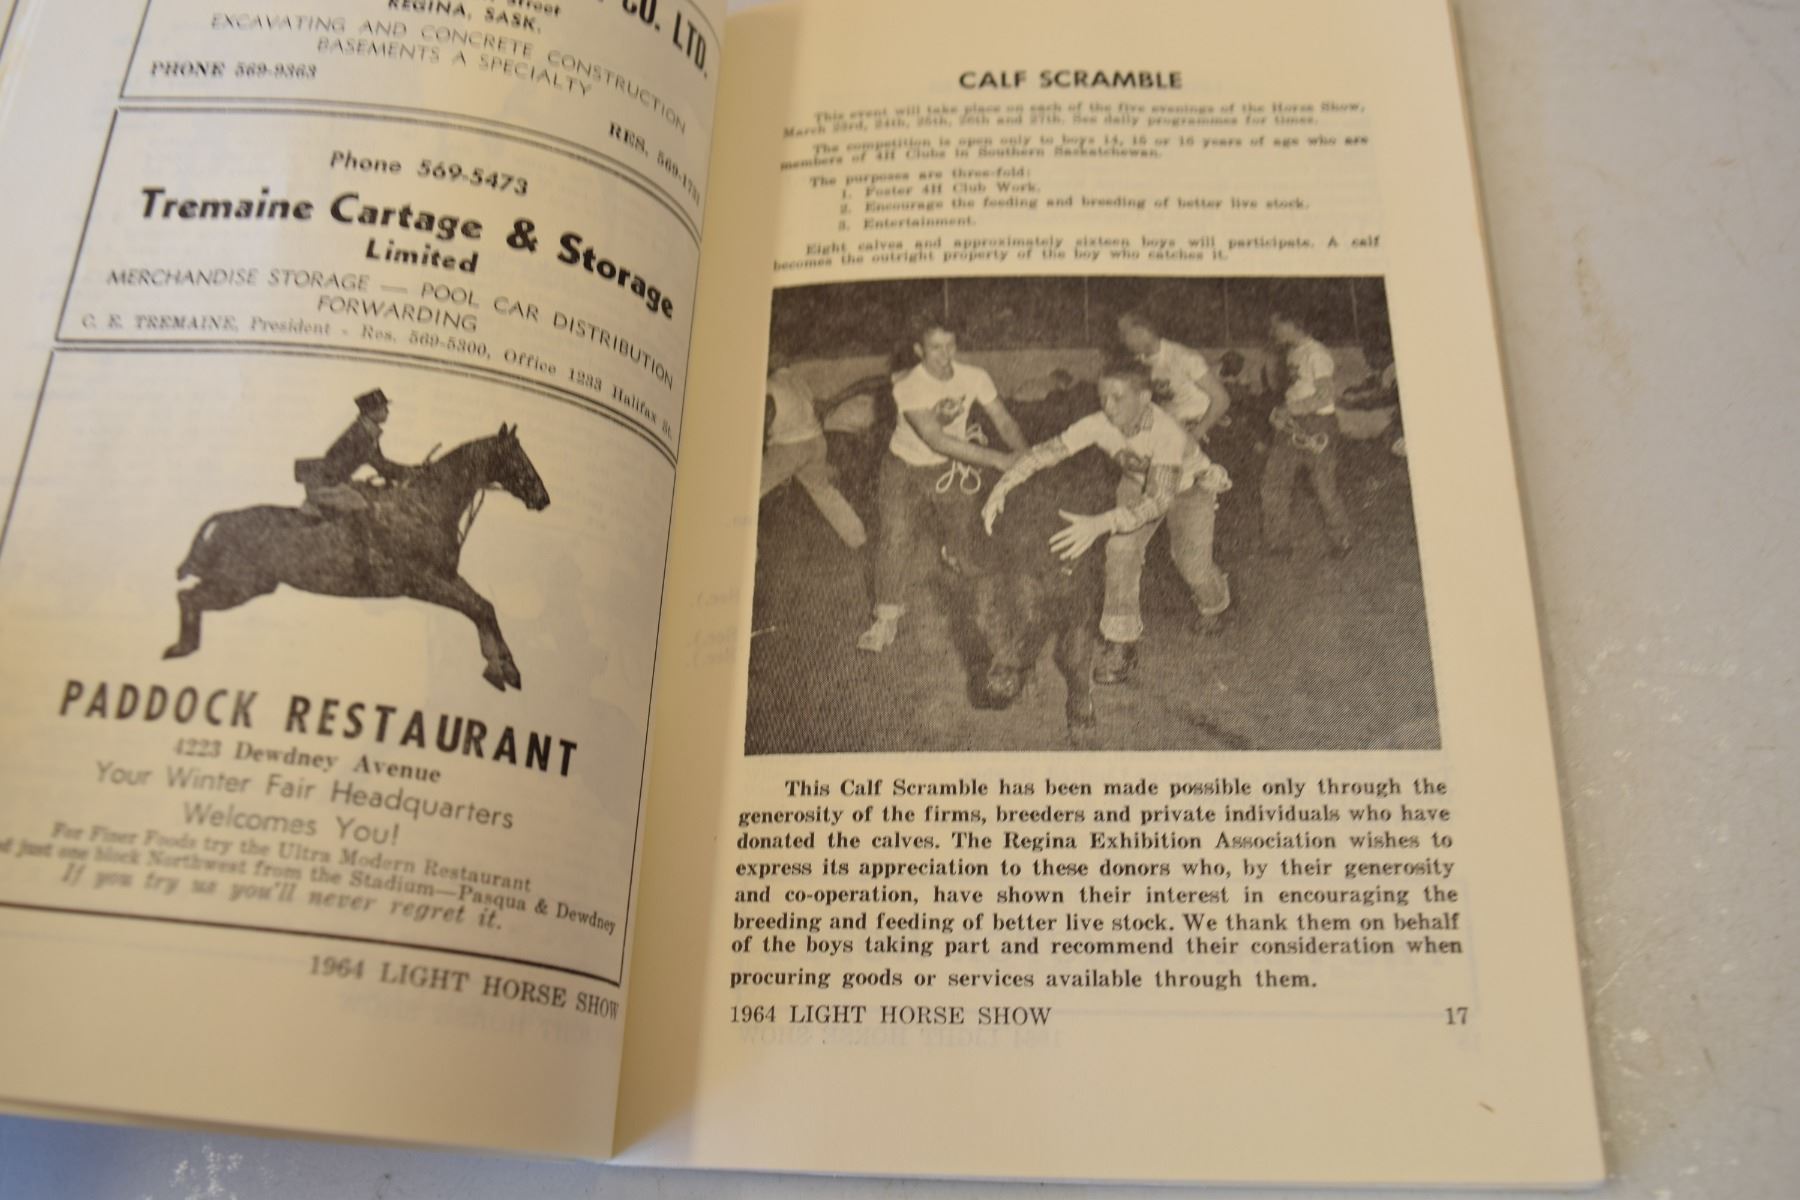 CO. LTD.
Street
REGINA, SASK.
EXCAVATING AND CONCRETE CONSTRUCTION
BASEMENTS A SPECIALTY
PHONE 569-9363
RES. 569-1732
Phone 569-5473
Tremaine Cartage & Storage
Limited
MERCHANDISE STORAGE — POOL CAR DISTRIBUTION
FORWARDING
C. E. TREMAINE, President - Res. 569-5300, Office 1233 Halifax St.
PADDOCK RESTAURANT
4223 Dewdney Avenue
Your Winter Fair Headquarters
Welcomes You!
For Finer Foods try the Ultra Modern Restaurant
just one block Northwest from the Stadium—Pasqua & Dewdney
If you try us you'll never regret it.
1964 LIGHT HORSE SHOW
CALF SCRAMBLE
This event will take place on each of the five evenings of the Horse Show,
March 23rd, 24th, 25th, 26th and 27th. See daily programmes for times.
The competition is open only to boys 14, 15 or 16 years of age who are
members of 4H Clubs in Southern Saskatchewan.
The purposes are three-fold:
1. Foster 4H Club Work.
2. Encourage the feeding and breeding of better live stock.
3. Entertainment.
Eight calves and approximately sixteen boys will participate. A calf
becomes the outright property of the boy who catches it.
This Calf Scramble has been made possible only through the
generosity of the firms, breeders and private individuals who have
donated the calves. The Regina Exhibition Association wishes to
express its appreciation to these donors who, by their generosity
and co-operation, have shown their interest in encouraging the
breeding and feeding of better live stock. We thank them on behalf
of the boys taking part and recommend their consideration when
procuring goods or services available through them.
1964 LIGHT HORSE SHOW 17